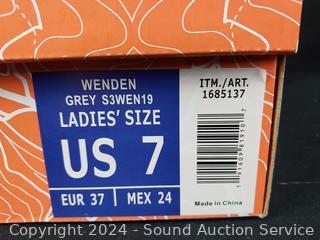 WENDEN
GREY S3WEN19
LADIES' SIZE
US 7
EUR 37 | MEX 24
ITM./ART.
1685137
Made in China
Copyright 2024 - Sound Auction Service